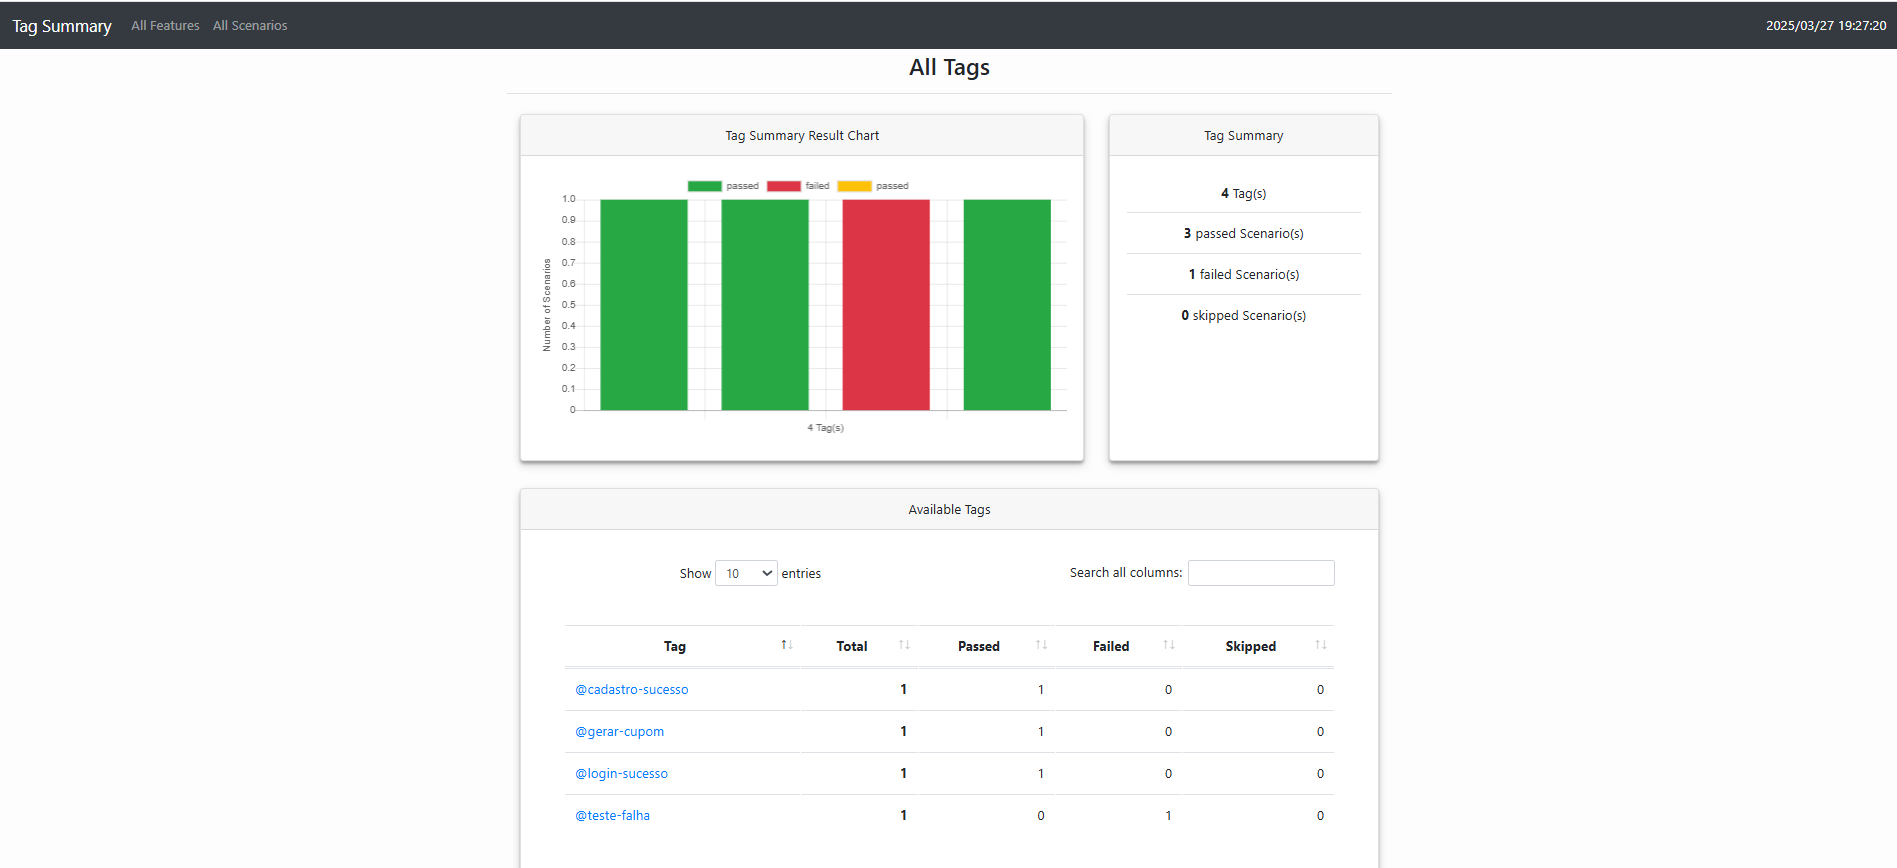 Tag Summary All Features All Scenarios 2025/03/27 19:27:20
All Tags
Tag Summary Result Chart
passed failed passed
1.0
0.9
0.8
0.7
0.6
0.5
0.4
0.3
0.2
0.1
0
Number of Scenarios
4 Tag(s)
Tag Summary
4 Tag(s)
3 passed Scenario(s)
1 failed Scenario(s)
0 skipped Scenario(s)
Available Tags
Show 10 entries Search all columns:
Tag Total Passed Failed Skipped
@cadastro-sucesso 1 1 0 0
@gerar-cupom 1 1 0 0
@login-sucesso 1 1 0 0
@teste-falha 1 0 1 0